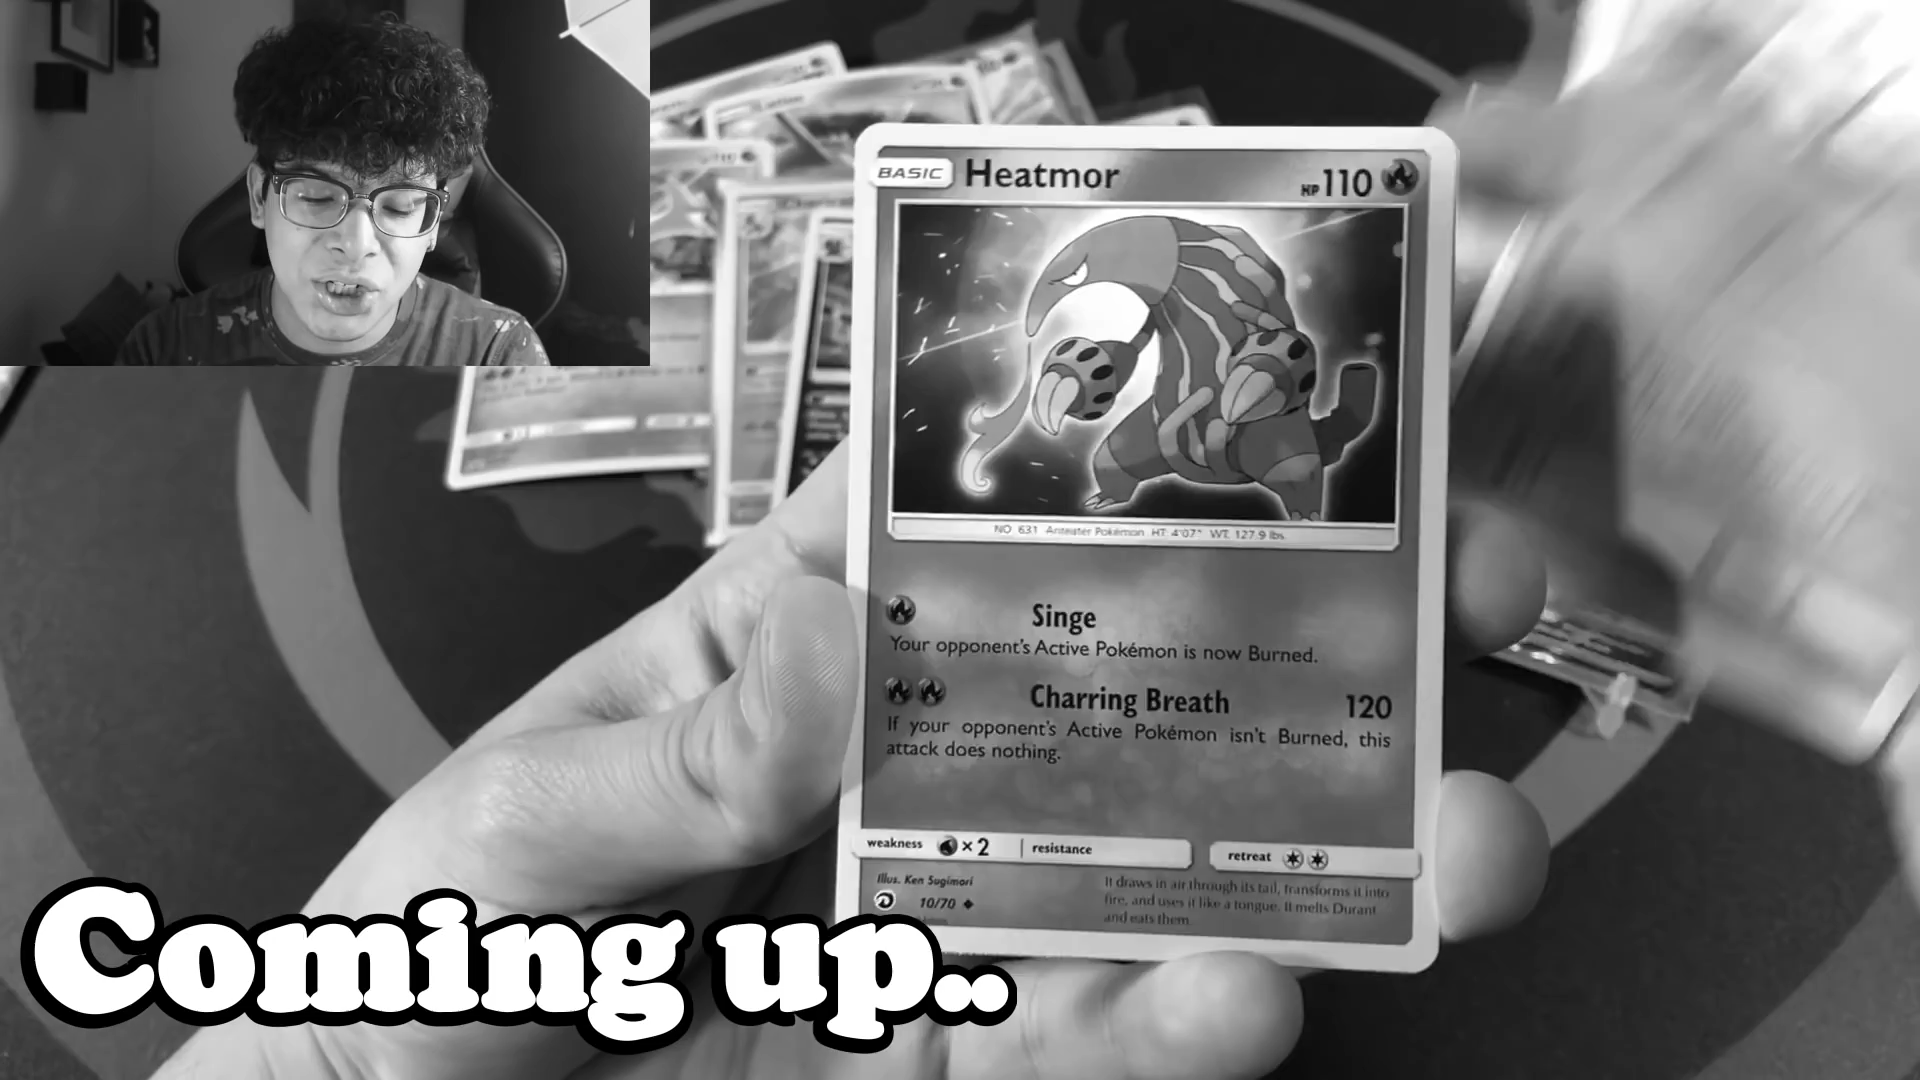 BASIC Heatmor HP 110
NO. 631 Anteater Pokémon HT: 4'07" WT: 127.9 lbs.
Singe
Your opponent's Active Pokémon is now Burned.
Charring Breath 120
If your opponent's Active Pokémon isn't Burned, this
attack does nothing.
weakness ×2 resistance retreat
Illus. Ken Sugimori
10/70
It draws in air through its tail, transforms it into
fire, and uses it like a tongue. It melts Durant
and eats them.
Coming up..